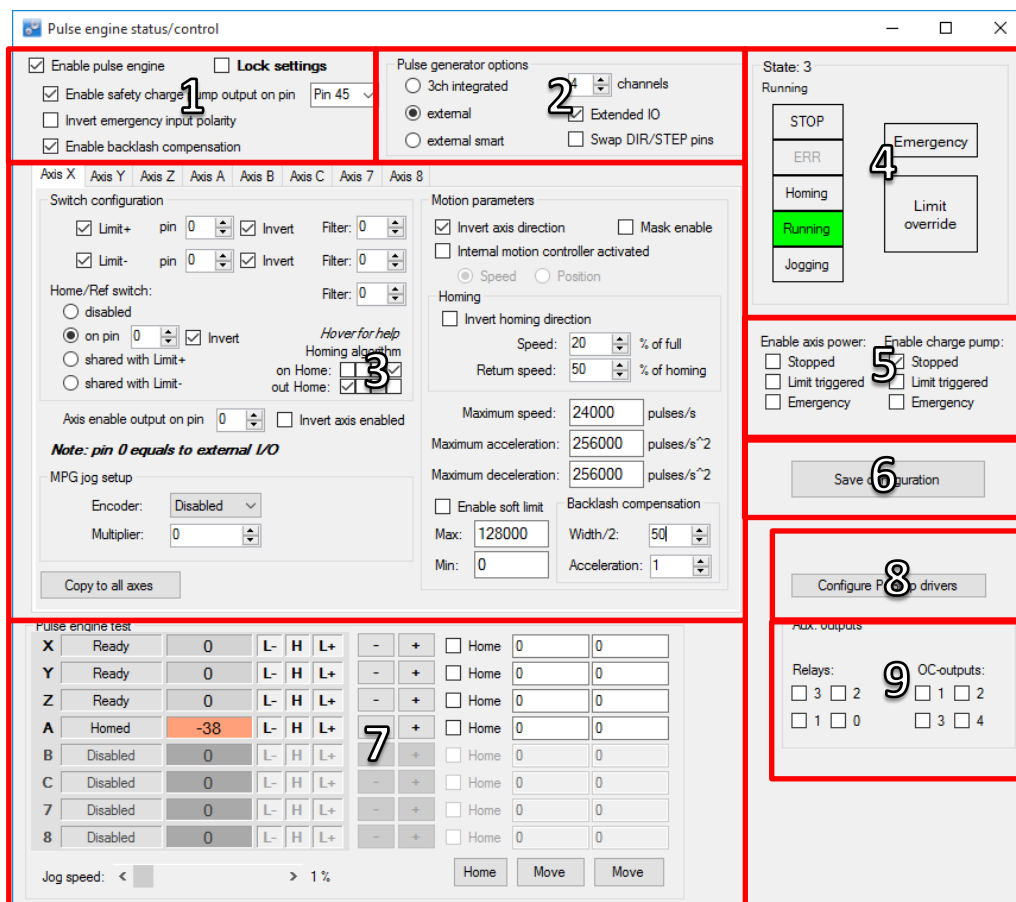 Pulse engine status/control
Enable pulse engine Lock settings
Enable safety charge pump output on pin Pin 45
Invert emergency input polarity
Enable backlash compensation
1
Pulse generator options
3ch integrated 4 channels
external Extended IO
external smart Swap DIR/STEP pins
2
State: 3
Running
STOP
ERR
Homing
Running
Jogging
Emergency
Limit override
4
Axis X Axis Y Axis Z Axis A Axis B Axis C Axis 7 Axis 8
Switch configuration
Limit+ pin 0 Invert Filter: 0
Limit- pin 0 Invert Filter: 0
Home/Ref switch: Filter: 0
disabled
on pin 0 Invert Hover for help
shared with Limit+ Homing algorithm
on Home:
shared with Limit- out Home:
3
Axis enable output on pin 0 Invert axis enabled
Note: pin 0 equals to external I/O
MPG jog setup
Encoder: Disabled
Multiplier: 0
Copy to all axes
Motion parameters
Invert axis direction Mask enable
Internal motion controller activated
Speed Position
Homing
Invert homing direction
Speed: 20 % of full
Return speed: 50 % of homing
Maximum speed: 24000 pulses/s
Maximum acceleration: 256000 pulses/s^2
Maximum deceleration: 256000 pulses/s^2
Enable soft limit Backlash compensation
Max: 128000 Width/2: 50
Min: 0 Acceleration: 1
Enable axis power: Enable charge pump:
Stopped Stopped
Limit triggered Limit triggered
Emergency Emergency
5
Save configuration
6
Configure drivers
8
Aux. outputs
Relays: OC-outputs:
3 2 1 2
1 0 3 4
9
Pulse engine test
X Ready 0 L- H L+ - + Home 0 0
Y Ready 0 L- H L+ - + Home 0 0
Z Ready 0 L- H L+ - + Home 0 0
A Homed -38 L- H L+ + Home 0 0
B Disabled 0 L- H L+ + Home 0 0
C Disabled 0 L- H L+ - + Home 0 0
7 Disabled 0 L- H L+ - + Home 0 0
8 Disabled 0 L- H L+ - + Home 0 0
7
Jog speed: < > 1 % Home Move Move